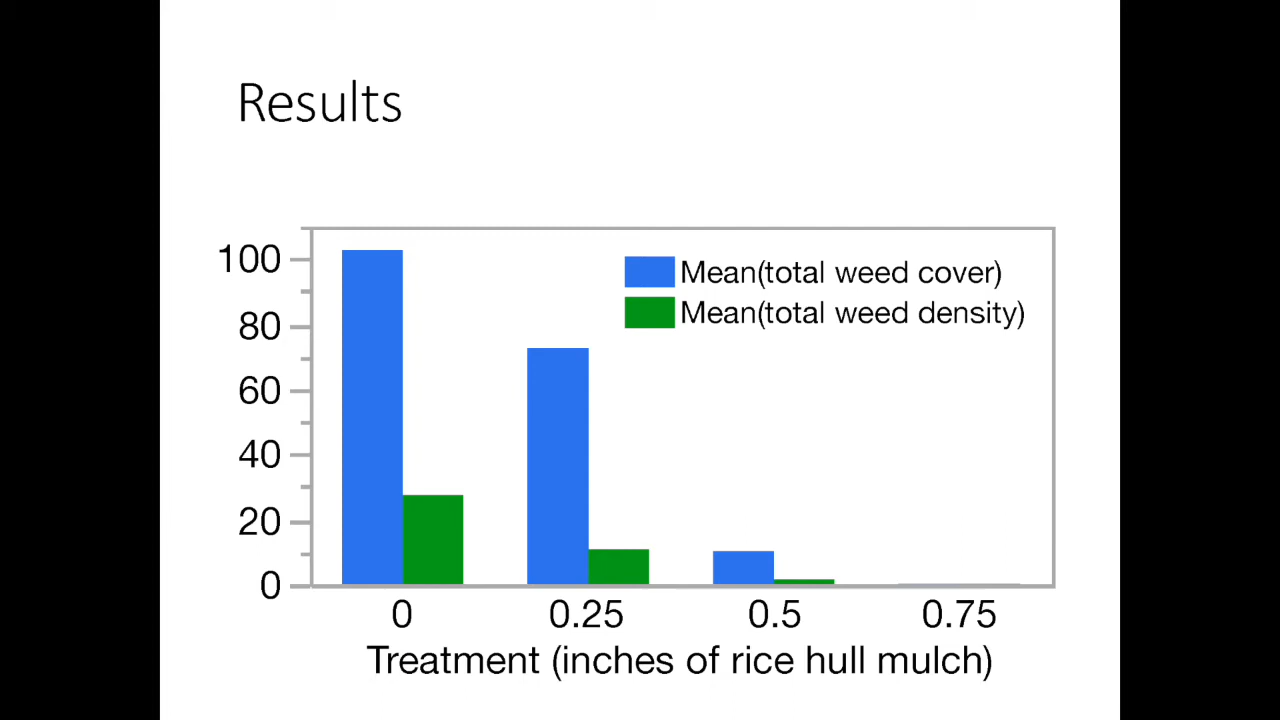 Results
Mean(total weed cover)
Mean(total weed density)
100
80
60
40
20
0
0 0.25 0.5 0.75
Treatment (inches of rice hull mulch)